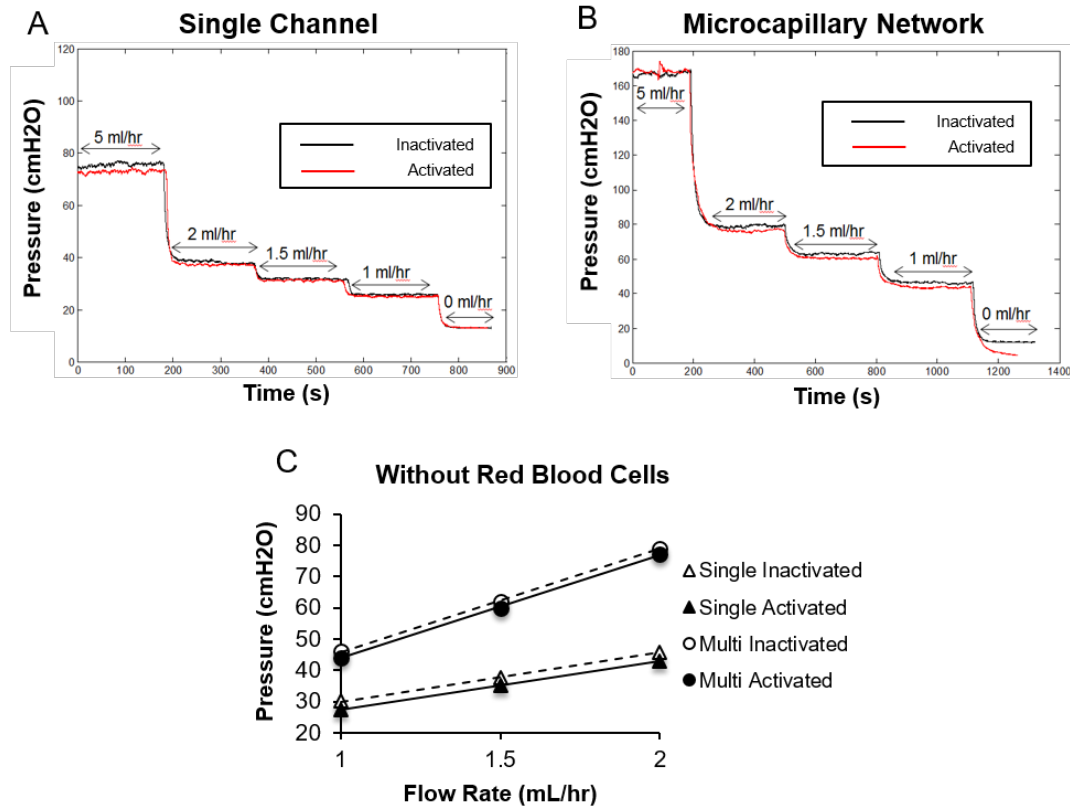 A
Single Channel
120
100
80
60
40
20
0
Pressure (cmH2O)
5 ml/hr
2 ml/hr
1.5 ml/hr
1 ml/hr
0 ml/hr
Inactivated
Activated
0 100 200 300 400 500 600 700 800 900
Time (s)
B
Microcapillary Network
180
160
140
120
100
80
60
40
20
0
Pressure (cmH2O)
5 ml/hr
2 ml/hr
1.5 ml/hr
1 ml/hr
0 ml/hr
Inactivated
Activated
0 200 400 600 800 1000 1200 1400
Time (s)
C
Without Red Blood Cells
90
80
70
60
50
40
30
20
Pressure (cmH2O)
1 1.5 2
Flow Rate (mL/hr)
Single Inactivated
Single Activated
Multi Inactivated
Multi Activated